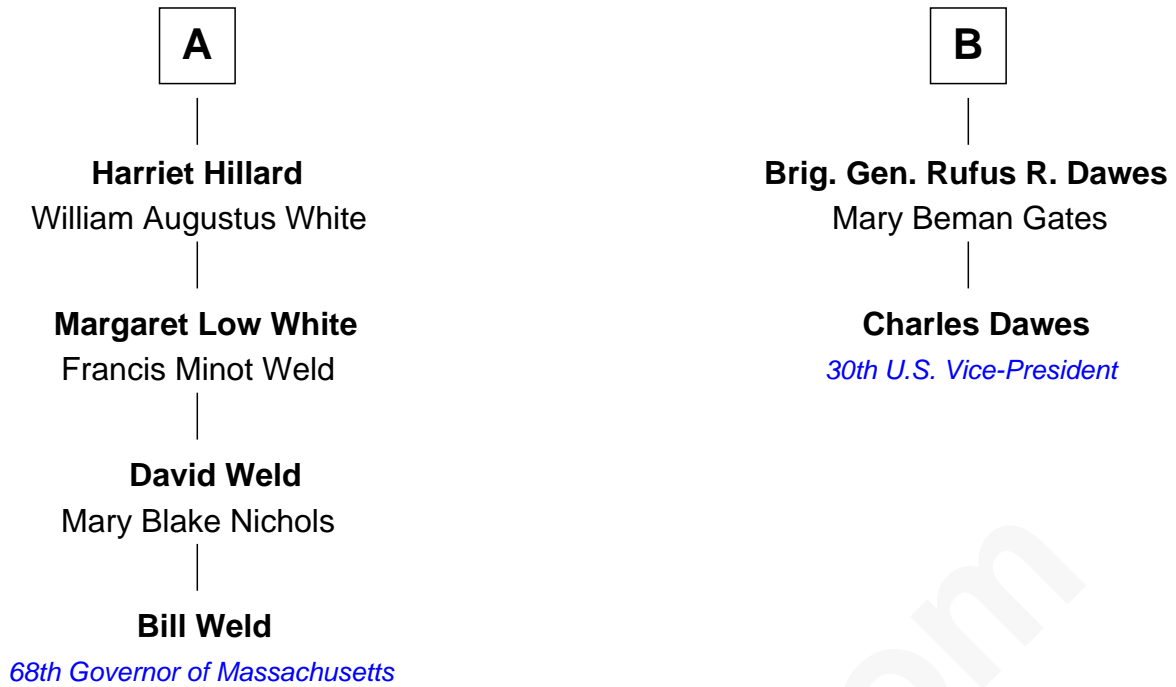 A
Harriet Hillard
William Augustus White
Margaret Low White
Francis Minot Weld
David Weld
Mary Blake Nichols
Bill Weld
68th Governor of Massachusetts
B
Brig. Gen. Rufus R. Dawes
Mary Beman Gates
Charles Dawes
30th U.S. Vice-President
om